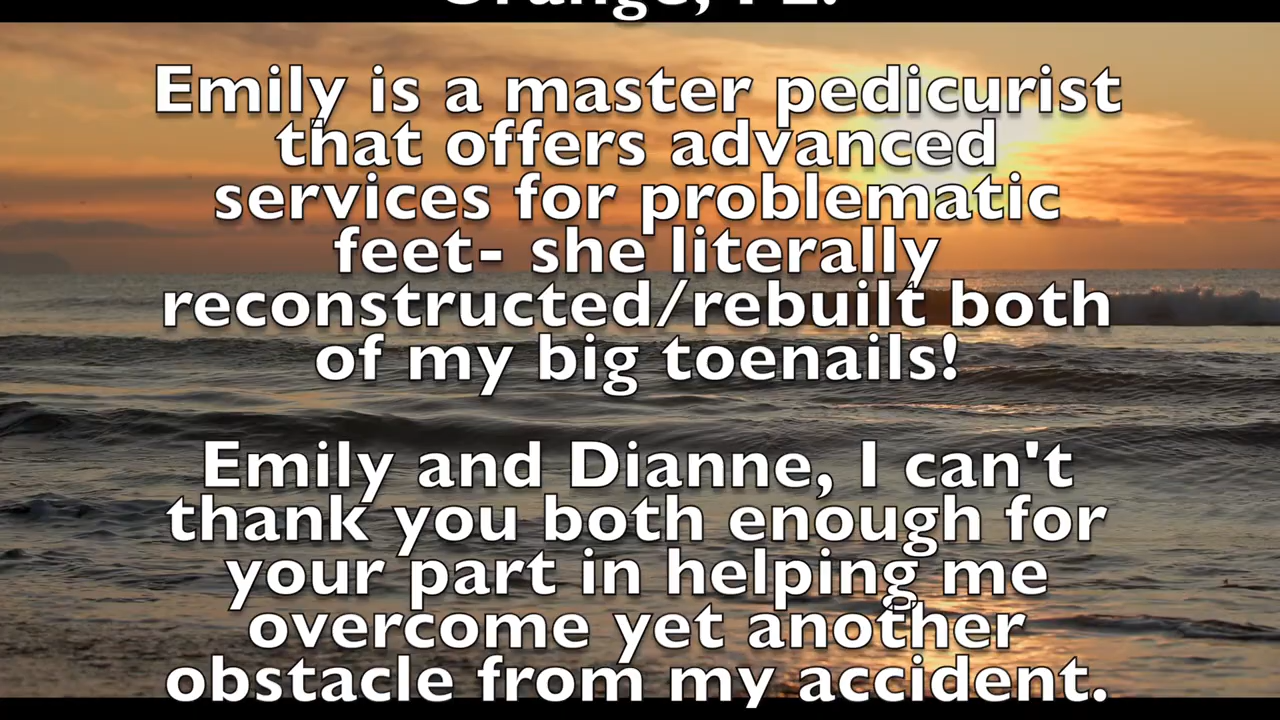 Orange, FL.
Emily is a master pedicurist
that offers advanced
services for problematic
feet- she literally
reconstructed/rebuilt both
of my big toenails!
Emily and Dianne, I can't
thank you both enough for
your part in helping me
overcome yet another
obstacle from my accident.